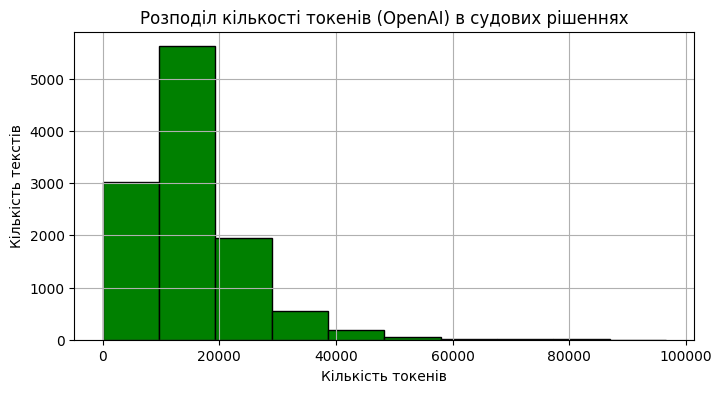 Розподіл кількості токенів (OpenAI) в судових рішеннях
Кількість текстів
5000
4000
3000
2000
1000
0
0 20000 40000 60000 80000 100000
Кількість токенів